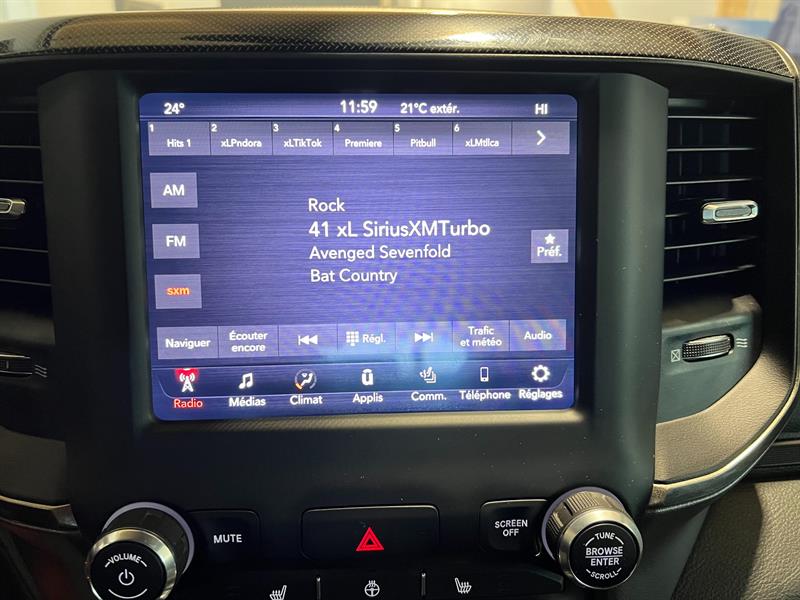 24° 11:59 21°C extér. HI
1 Hits 1 2 xLPndora 3 xLTikTok 4 Premiere 5 Pitbull 6 xLMtllca
AM
Rock
41 xL SiriusXMTurbo
FM
Préf.
Avenged Sevenfold
Bat Country
sxm
Naviguer Écouter encore Régl. Trafic et météo Audio
Radio Médias Climat Applis Comm. Téléphone Réglages
MUTE
SCREEN OFF
VOLUME
TUNE
BROWSE
ENTER
SCROLL